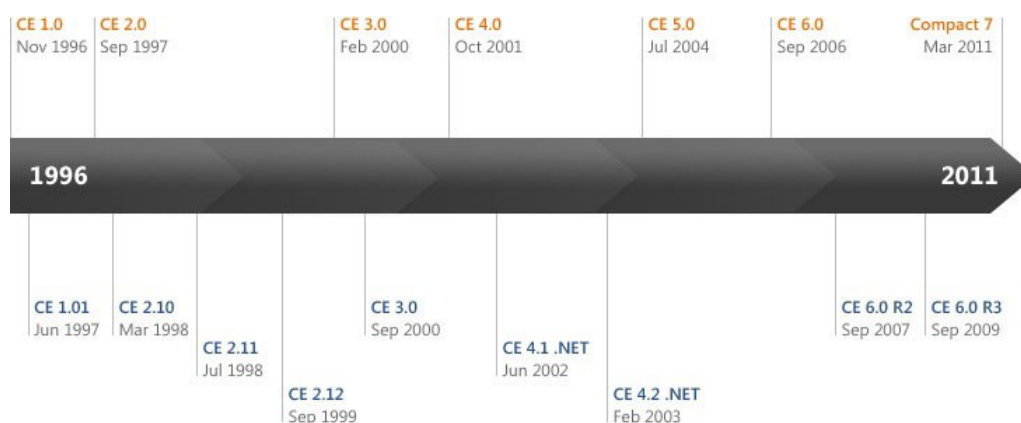 CE 1.0
Nov 1996
CE 2.0
Sep 1997
CE 3.0
Feb 2000
CE 4.0
Oct 2001
CE 5.0
Jul 2004
CE 6.0
Sep 2006
Compact 7
Mar 2011
1996
2011
CE 1.01
Jun 1997
CE 2.10
Mar 1998
CE 2.11
Jul 1998
CE 2.12
Sep 1999
CE 3.0
Sep 2000
CE 4.1 .NET
Jun 2002
CE 4.2 .NET
Feb 2003
CE 6.0 R2
Sep 2007
CE 6.0 R3
Sep 2009